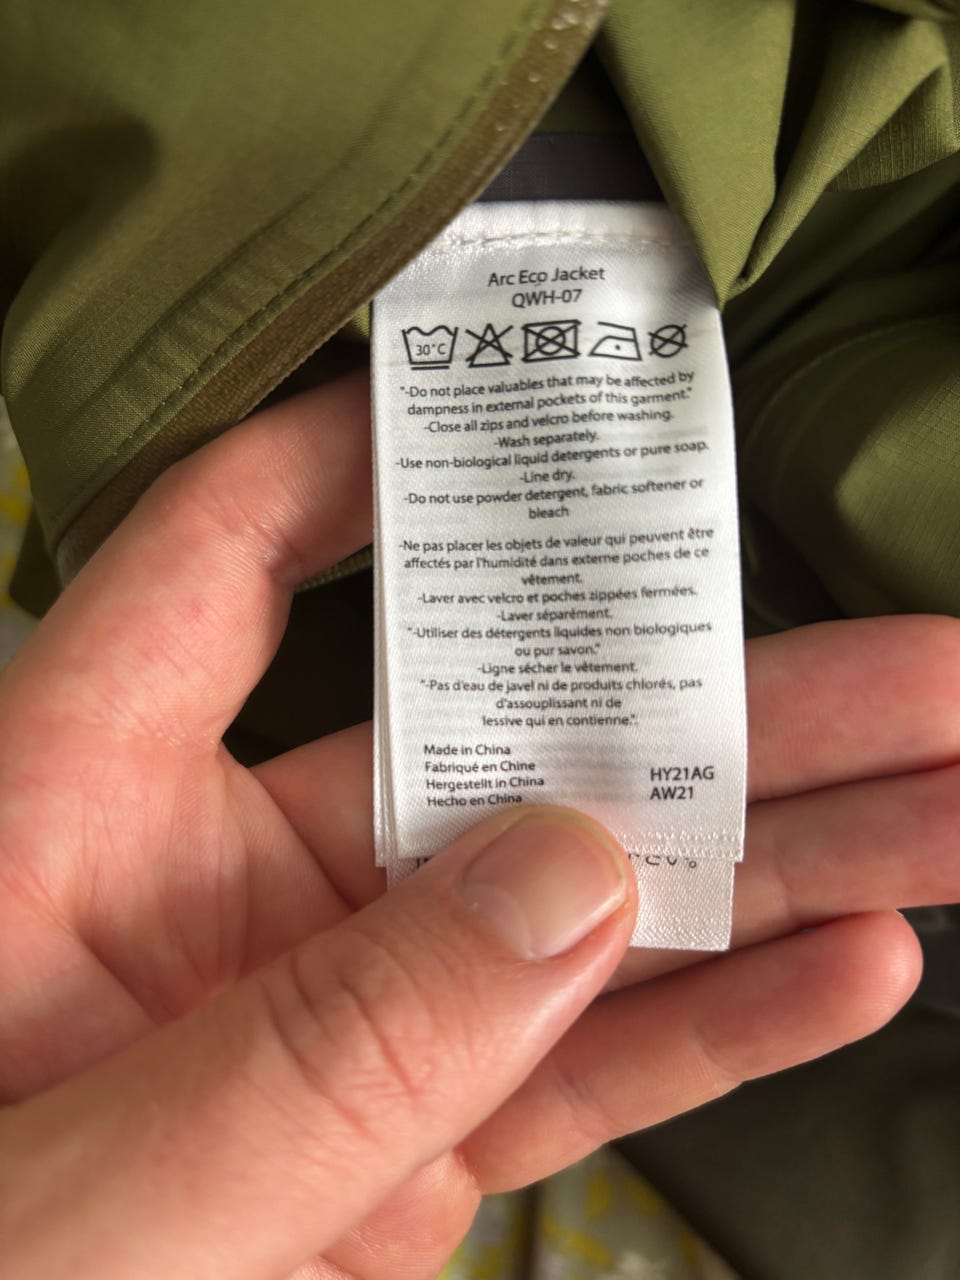 Arc Eco Jacket
QWH-07
30°C
"-Do not place valuables that may be affected by
dampness in external pockets of this garment."
-Close all zips and velcro before washing.
-Wash separately.
-Use non-biological liquid detergents or pure soap.
-Line dry.
-Do not use powder detergent, fabric softener or
bleach
-Ne pas placer les objets de valeur qui peuvent être
affectés par l'humidité dans externe poches de ce
vêtement.
-Laver avec velcro et poches zippées fermées.
-Laver séparément.
"-Utiliser des détergents liquides non biologiques
ou pur savon."
-Ligne sécher le vêtement.
"-Pas d'eau de javel ni de produits chlorés, pas
d'assouplissant ni de
lessive qui en contienne.".
Made in China
Fabriqué en Chine
Hergestellt in China
Hecho en China
HY21AG
AW21